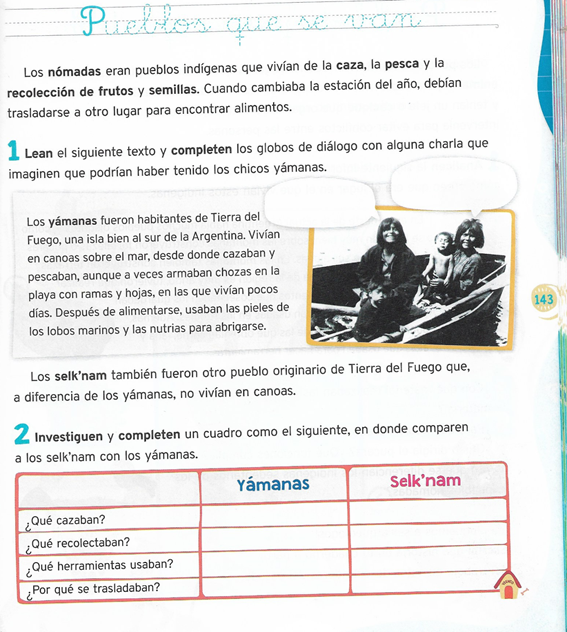 Pueblos que se van
Los nómadas eran pueblos indígenas que vivían de la caza, la pesca y la
recolección de frutos y semillas. Cuando cambiaba la estación del año, debían
trasladarse a otro lugar para encontrar alimentos.
1 Lean el siguiente texto y completen los globos de diálogo con alguna charla que
imaginen que podrían haber tenido los chicos yámanas.
Los yámanas fueron habitantes de Tierra del
Fuego, una isla bien al sur de la Argentina. Vivían
en canoas sobre el mar, desde donde cazaban y
pescaban, aunque a veces armaban chozas en la
playa con ramas y hojas, en las que vivían pocos
días. Después de alimentarse, usaban las pieles de
los lobos marinos y las nutrias para abrigarse.
143
Los selk'nam también fueron otro pueblo originario de Tierra del Fuego que,
a diferencia de los yámanas, no vivían en canoas.
2 Investiguen y completen un cuadro como el siguiente, en donde comparen
a los selk'nam con los yámanas.
Yámanas Selk'nam
¿Qué cazaban?
¿Qué recolectaban?
¿Qué herramientas usaban?
¿Por qué se trasladaban?